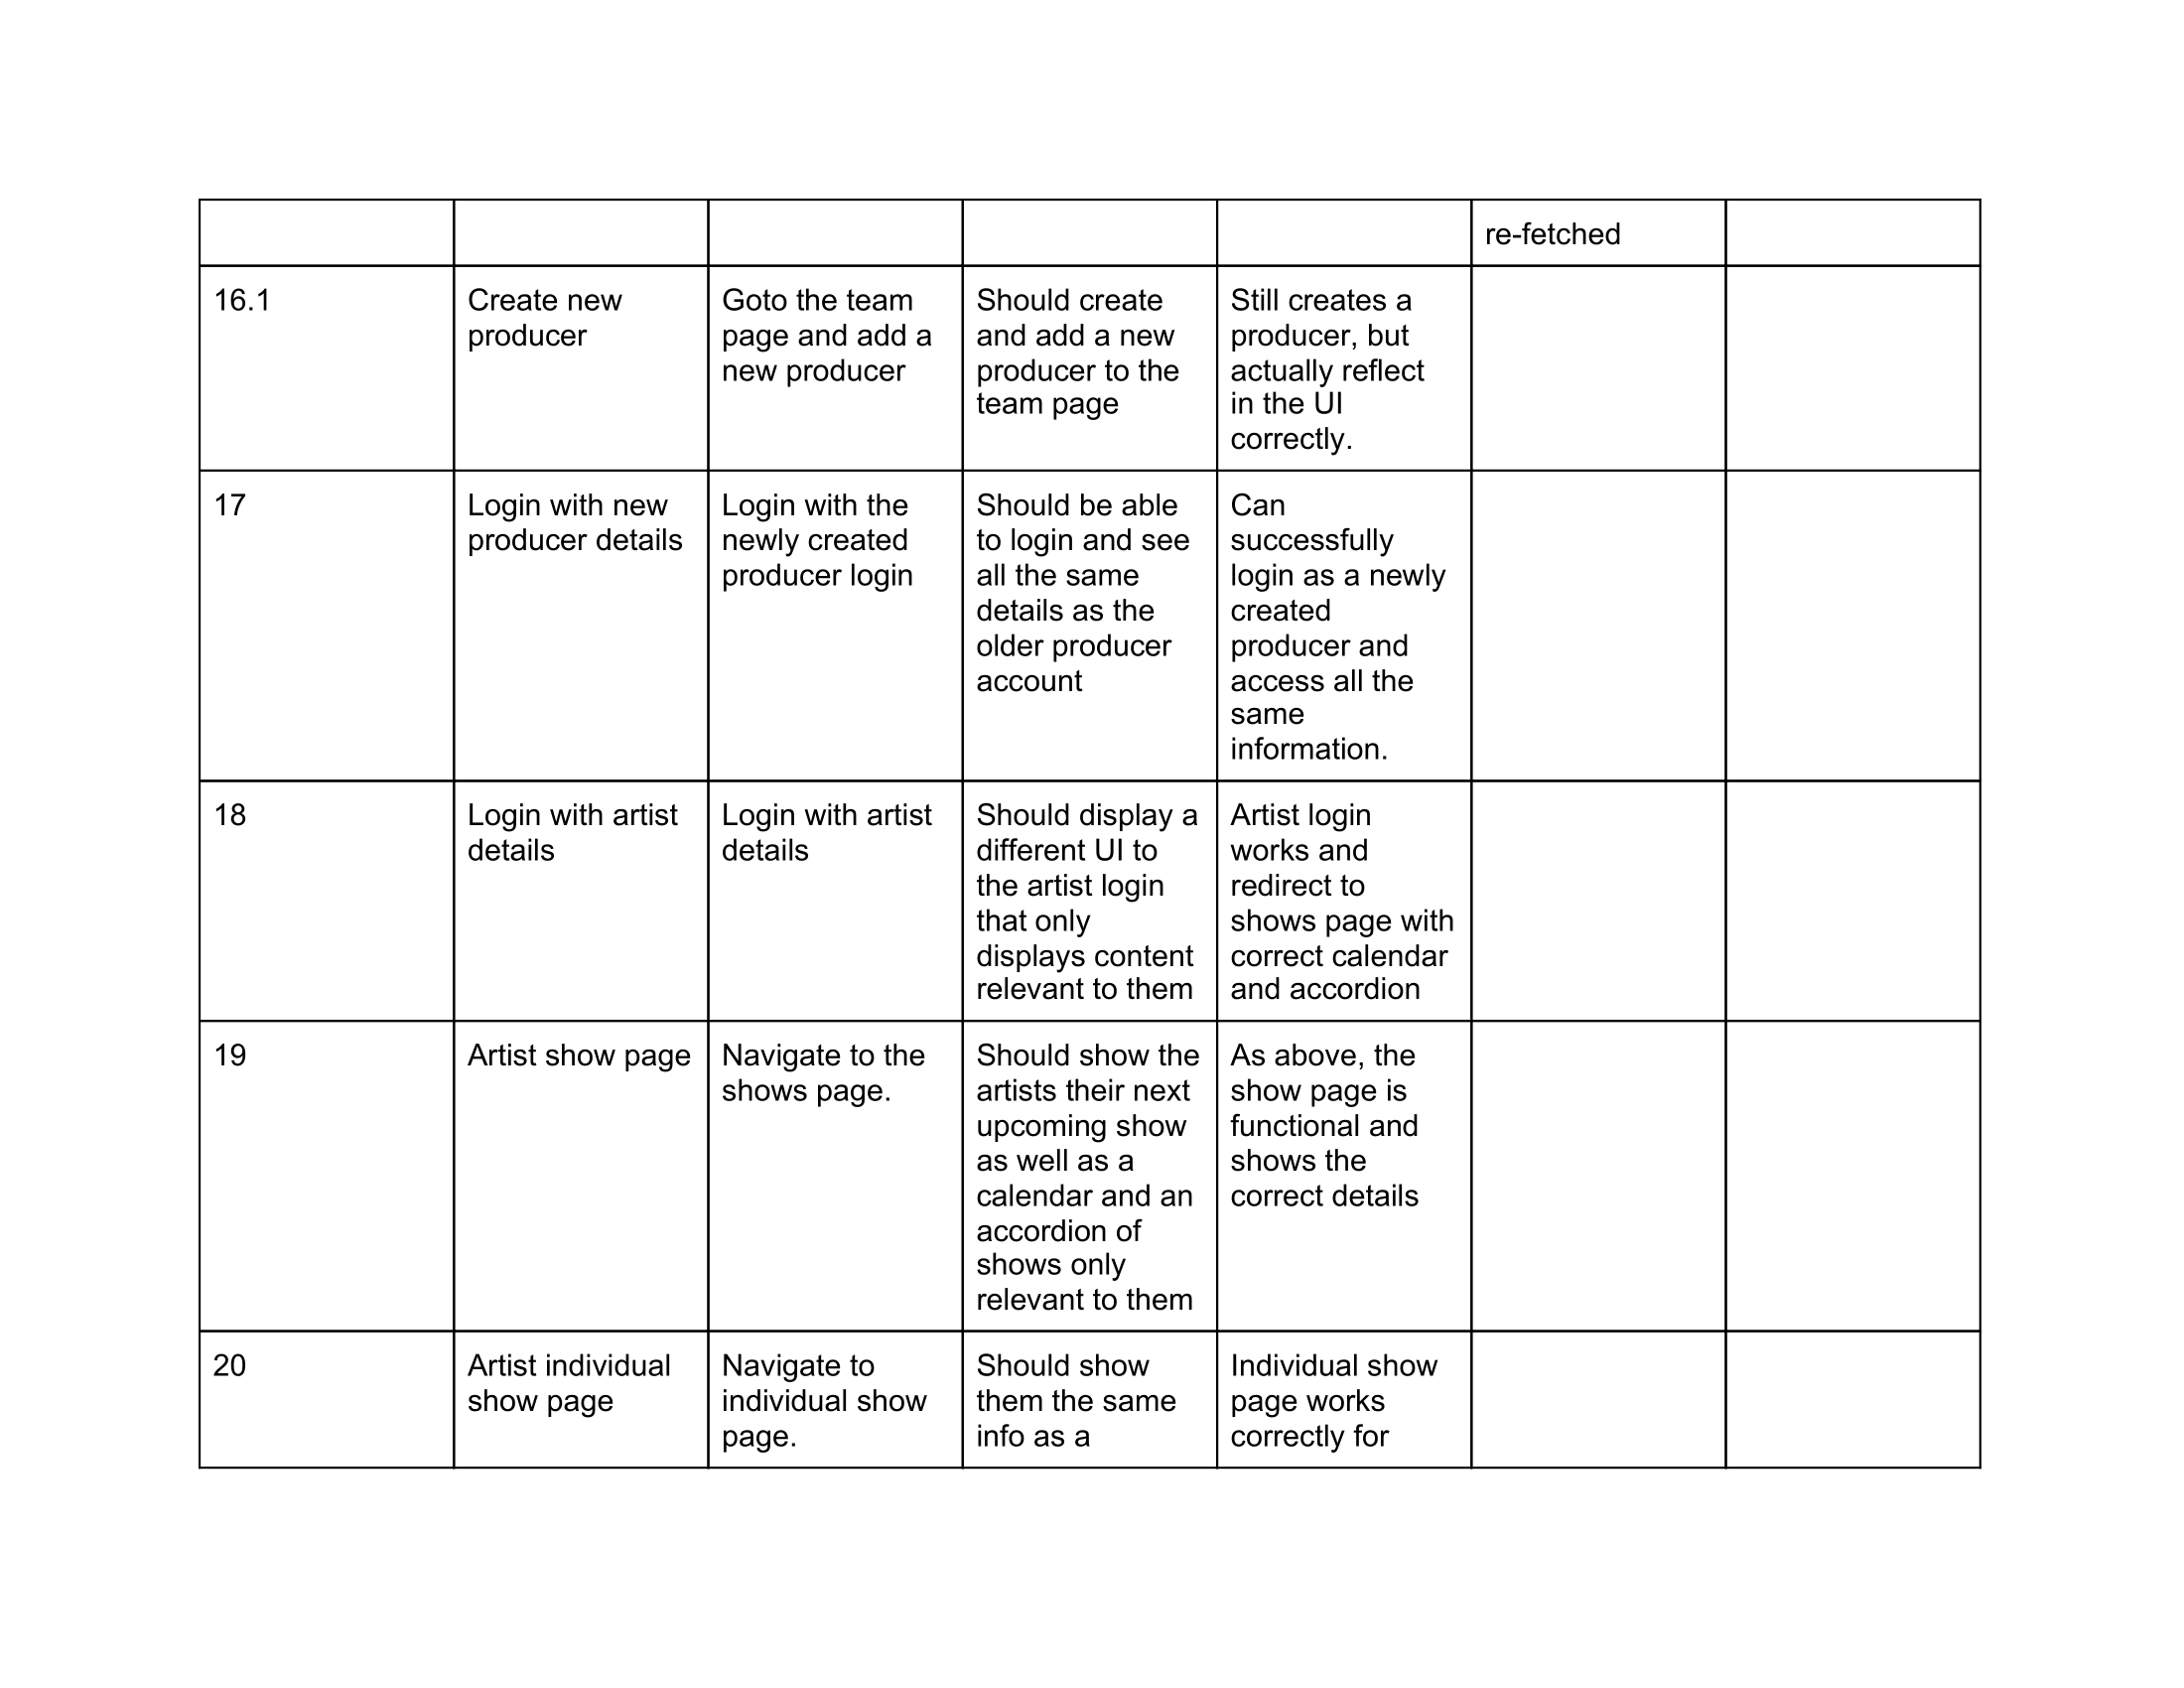 re-fetched
16.1
Create new
producer
Goto the team
page and add a
new producer
Should create
and add a new
producer to the
team page
Still creates a
producer, but
actually reflect
in the UI
correctly.
17
Login with new
producer details
Login with the
newly created
producer login
Should be able
to login and see
all the same
details as the
older producer
account
Can
successfully
login as a newly
created
producer and
access all the
same
information.
18
Login with artist
details
Login with artist
details
Should display a
different UI to
the artist login
that only
displays content
relevant to them
Artist login
works and
redirect to
shows page with
correct calendar
and accordion
19
Artist show page
Navigate to the
shows page.
Should show the
artists their next
upcoming show
as well as a
calendar and an
accordion of
shows only
relevant to them
As above, the
show page is
functional and
shows the
correct details
20
Artist individual
show page
Navigate to
individual show
page.
Should show
them the same
info as a
Individual show
page works
correctly for